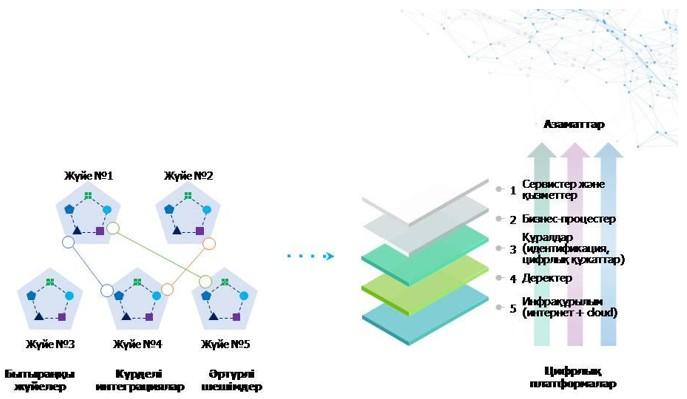 Азаматтар
Жүйе №1
Жүйе №2
1 Сервистер және
қызметтер
2 Бизнес-процестер
Құралдар
3 (идентификация,
цифрлық құжаттар)
4 Деректер
5 Инфрақұрылым
(интернет + cloud)
Жүйе №3
Жүйе №4
Жүйе №5
Бытыраңқы
жүйелер
Күрделі
интеграциялар
Әртүрлі
шешімдер
Цифрлық
платформалар